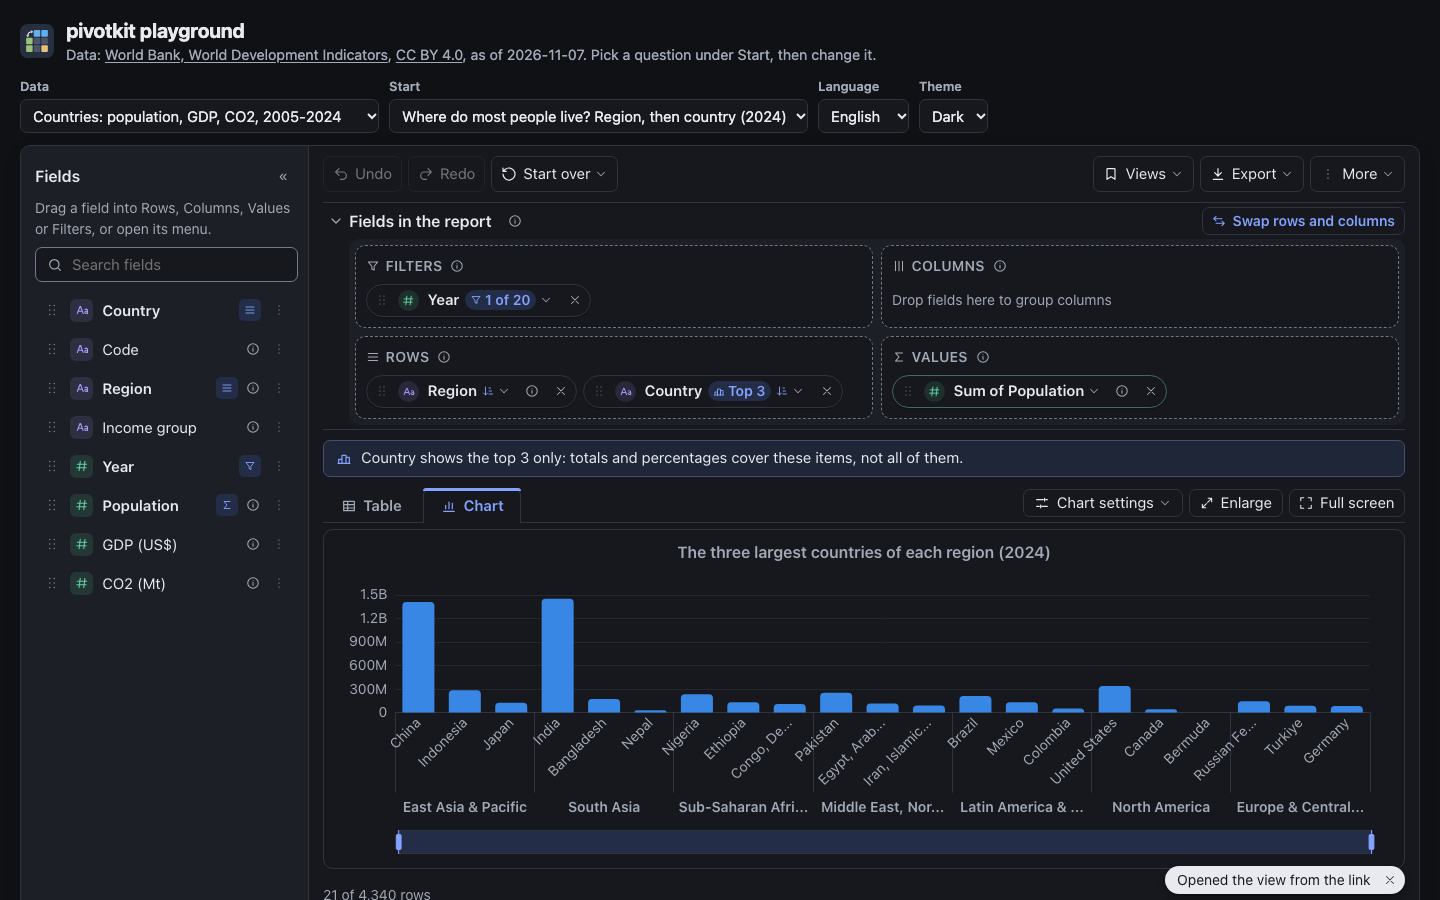 pivotkit playground
Data: World Bank, World Development Indicators, CC BY 4.0, as of 2026-11-07. Pick a question under Start, then change it.
Data
Start
Language
Theme
Countries: population, GDP, CO2, 2005-2024
Where do most people live? Region, then country (2024)
English
Dark
Fields
«
Drag a field into Rows, Columns, Values
or Filters, or open its menu.
Search fields
Aa Country
Aa Code
Aa Region
Aa Income group
# Year
# Population Σ
# GDP (US$)
# CO2 (Mt)
Undo
Redo
Start over
Views
Export
More
Fields in the report
Swap rows and columns
FILTERS
# Year 1 of 20
COLUMNS
Drop fields here to group columns
ROWS
Aa Region
Aa Country Top 3
Σ VALUES
# Sum of Population
Country shows the top 3 only: totals and percentages cover these items, not all of them.
Table
Chart
Chart settings
Enlarge
Full screen
The three largest countries of each region (2024)
1.5B
1.2B
900M
600M
300M
0
China
Indonesia
Japan
India
Bangladesh
Nepal
Nigeria
Ethiopia
Congo, De...
Pakistan
Egypt, Arab...
Iran, Islamic...
Brazil
Mexico
Colombia
United States
Canada
Bermuda
Russian Fe...
Turkiye
Germany
East Asia & Pacific
South Asia
Sub-Saharan Afri...
Middle East, Nor...
Latin America & ...
North America
Europe & Central...
21 of 4,340 rows
Opened the view from the link